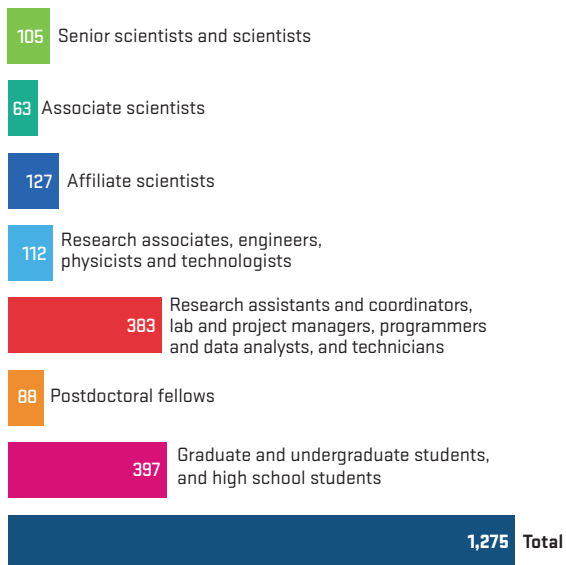 105 Senior scientists and scientists
63 Associate scientists
127 Affiliate scientists
112 Research associates, engineers,
physicists and technologists
383 Research assistants and coordinators,
lab and project managers, programmers
and data analysts, and technicians
88 Postdoctoral fellows
397 Graduate and undergraduate students,
and high school students
1,275 Total